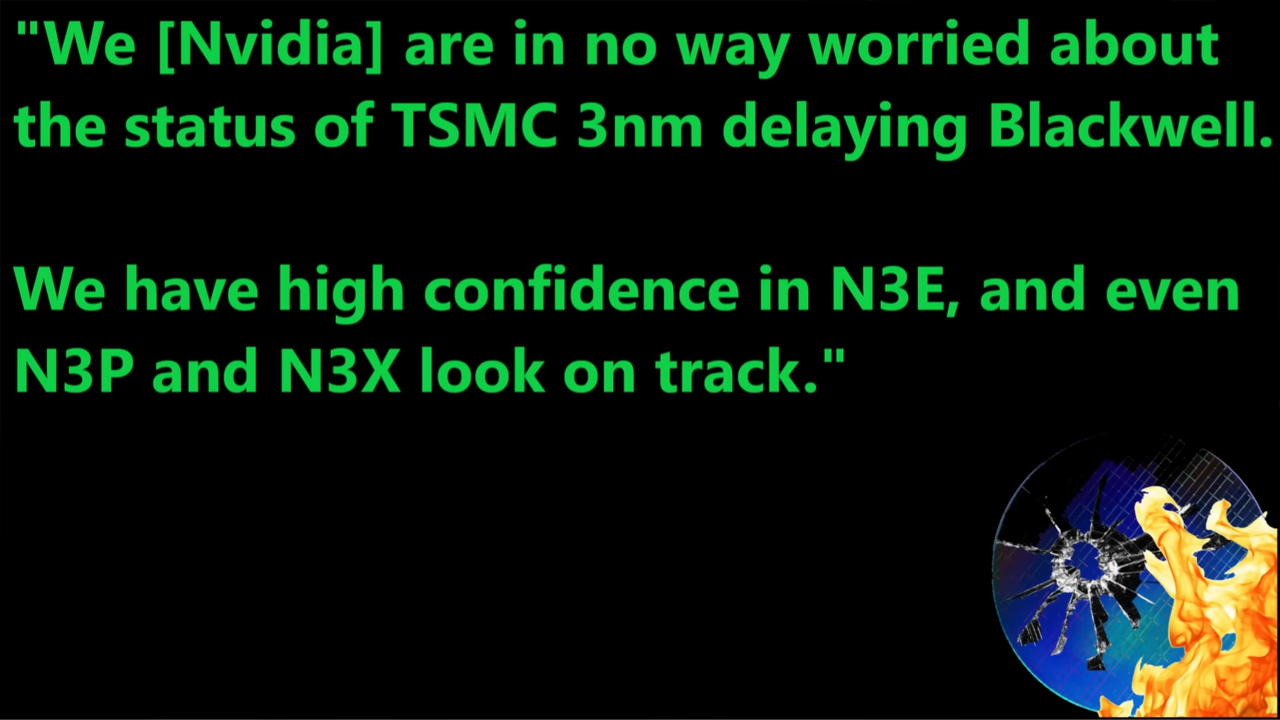 "We [Nvidia] are in no way worried about
the status of TSMC 3nm delaying Blackwell.
We have high confidence in N3E, and even
N3P and N3X look on track."